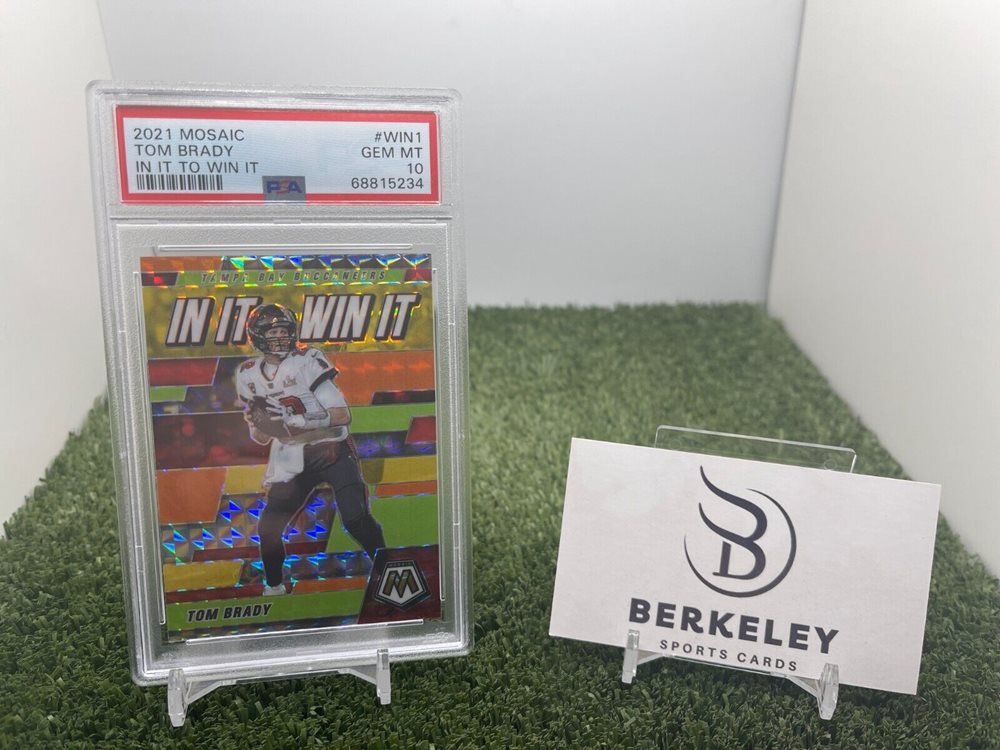 2021 MOSAIC #WIN1
TOM BRADY GEM MT
IN IT TO WIN IT 10
PSA 68815234
TAMPA BAY BUCCANEERS
IN IT WIN IT
TOM BRADY
M
B
BERKELEY
SPORTS CARDS